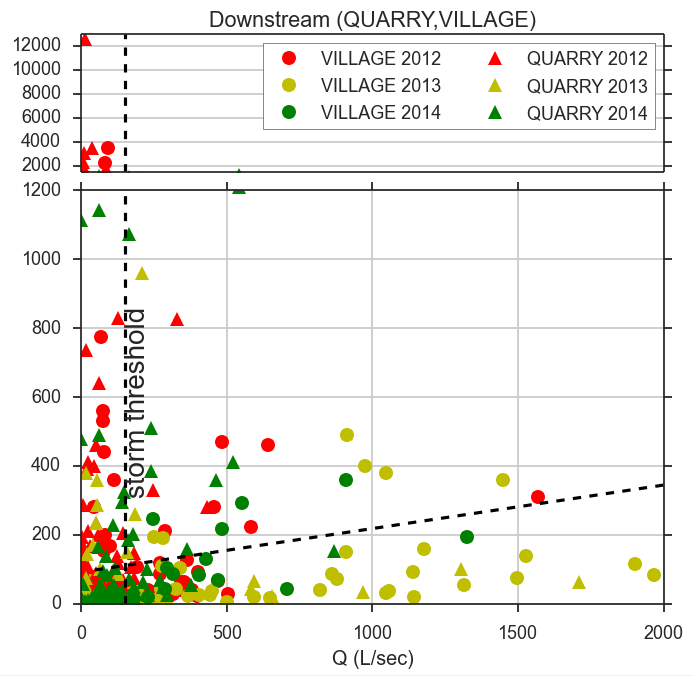 Downstream (QUARRY,VILLAGE)
12000
10000
8000
6000
4000
2000
VILLAGE 2012 QUARRY 2012
VILLAGE 2013 QUARRY 2013
VILLAGE 2014 QUARRY 2014
1200
1000
800
600
400
200
0
storm threshold
0 500 1000 1500 2000
Q (L/sec)